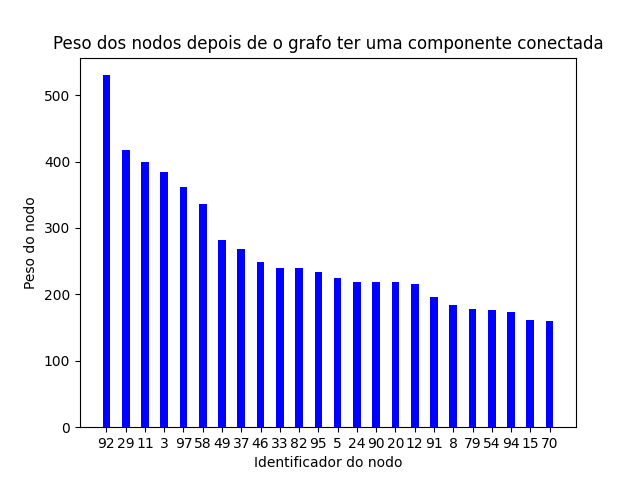 Peso dos nodos depois de o grafo ter uma componente conectada
Peso do nodo
500
400
300
200
100
0
92 29 11 3 97 58 49 37 46 33 82 95 5 24 90 20 12 91 8 79 54 94 15 70
Identificador do nodo